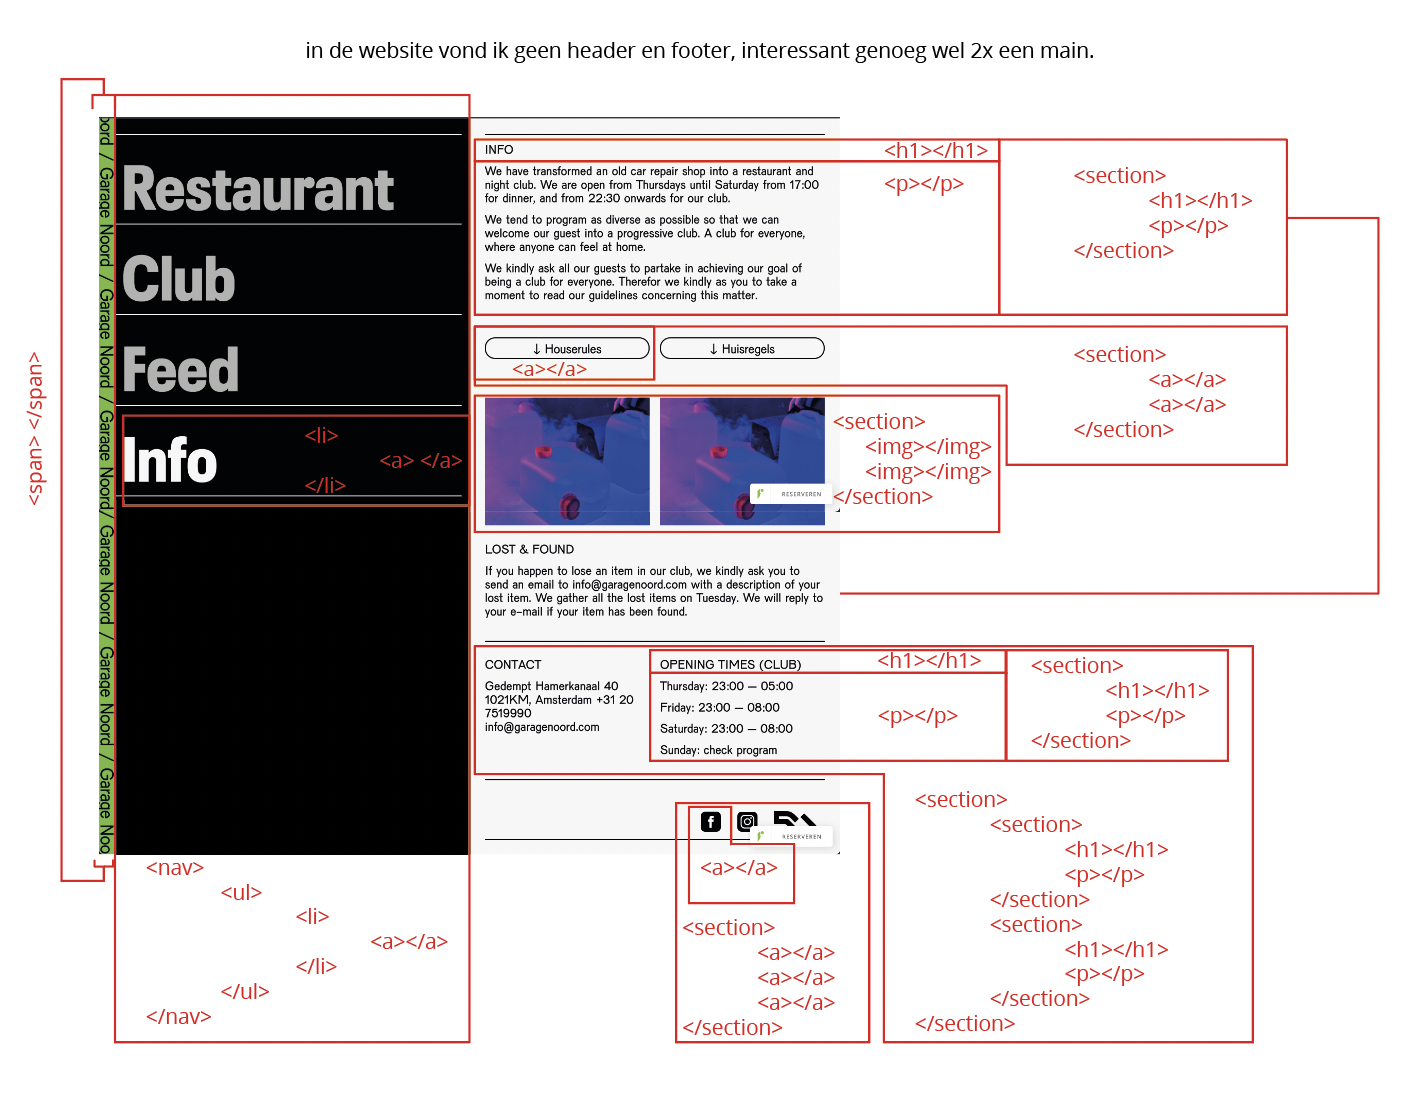 in de website vond ik geen header en footer, interessant genoeg wel 2x een main.
<span> </span>
oord / Garage Noord / Garage Noord / Garage Noord / Garage Noord/ Garage Noord / Garage Noord / Garage Noord / Garage Noo
Restaurant
Club
Feed
Info
<li>
<a> </a>
</li>
<nav>
<ul>
<li>
<a></a>
</li>
</ul>
</nav>
INFO
<h1></h1>
We have transformed an old car repair shop into a restaurant and
night club. We are open from Thursdays until Saturday from 17:00
for dinner, and from 22:30 onwards for our club.
We tend to program as diverse as possible so that we can
welcome our guest into a progressive club. A club for everyone,
where anyone can feel at home.
We kindly ask all our guests to partake in achieving our goal of
being a club for everyone. Therefor we kindly as you to take a
moment to read our guidelines concerning this matter.
<p></p>
<section>
<h1></h1>
<p></p>
</section>
↓ Houserules
↓ Huisregels
<a></a>
<section>
<a></a>
<a></a>
</section>
RESERVEREN
<section>
<img></img>
<img></img>
</section>
LOST & FOUND
If you happen to lose an item in our club, we kindly ask you to
send an email to info@garagenoord.com with a description of your
lost item. We gather all the lost items on Tuesday. We will reply to
your e-mail if your item has been found.
CONTACT
Gedempt Hamerkanaal 40
1021KM, Amsterdam +31 20
7519990
info@garagenoord.com
OPENING TIMES (CLUB)
<h1></h1>
Thursday: 23:00 — 05:00
Friday: 23:00 — 08:00
Saturday: 23:00 — 08:00
Sunday: check program
<p></p>
<section>
<h1></h1>
<p></p>
</section>
RESERVEREN
<a></a>
<section>
<a></a>
<a></a>
<a></a>
</section>
<section>
<section>
<h1></h1>
<p></p>
</section>
<section>
<h1></h1>
<p></p>
</section>
</section>